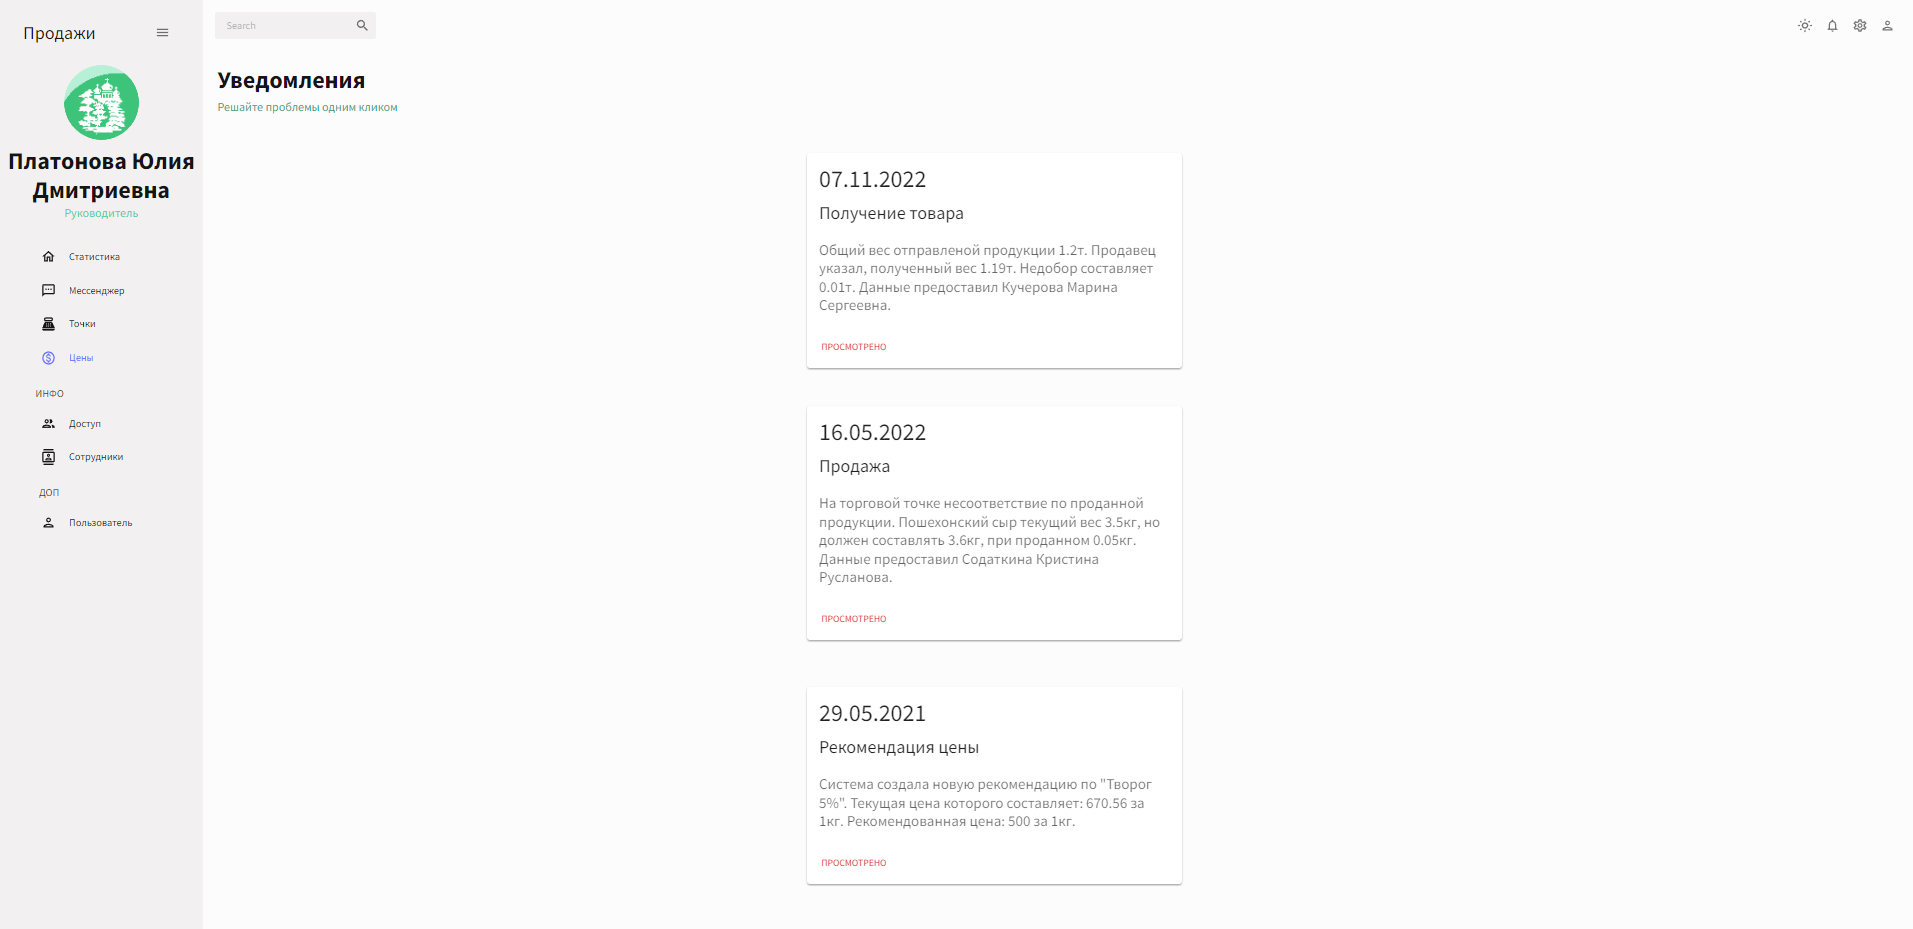 Продажи
Search
Уведомления
Решайте проблемы одним кликом
Платонова Юлия
Дмитриевна
Руководитель
Статистика
Мессенджер
Точки
Цены
ИНФО
Доступ
Сотрудники
ДОП
Пользователь
07.11.2022
Получение товара
Общий вес отправленой продукции 1.2т. Продавец
указал, полученный вес 1.19т. Недобор составляет
0.01т. Данные предоставил Кучерова Марина
Сергеевна.
ПРОСМОТРЕНО
16.05.2022
Продажа
На торговой точке несоответствие по проданной
продукции. Пошехонский сыр текущий вес 3.5кг, но
должен составлять 3.6кг, при проданном 0.05кг.
Данные предоставил Содаткина Кристина
Русланова.
ПРОСМОТРЕНО
29.05.2021
Рекомендация цены
Система создала новую рекомендацию по "Творог
5%". Текущая цена которого составляет: 670.56 за
1кг. Рекомендованная цена: 500 за 1кг.
ПРОСМОТРЕНО